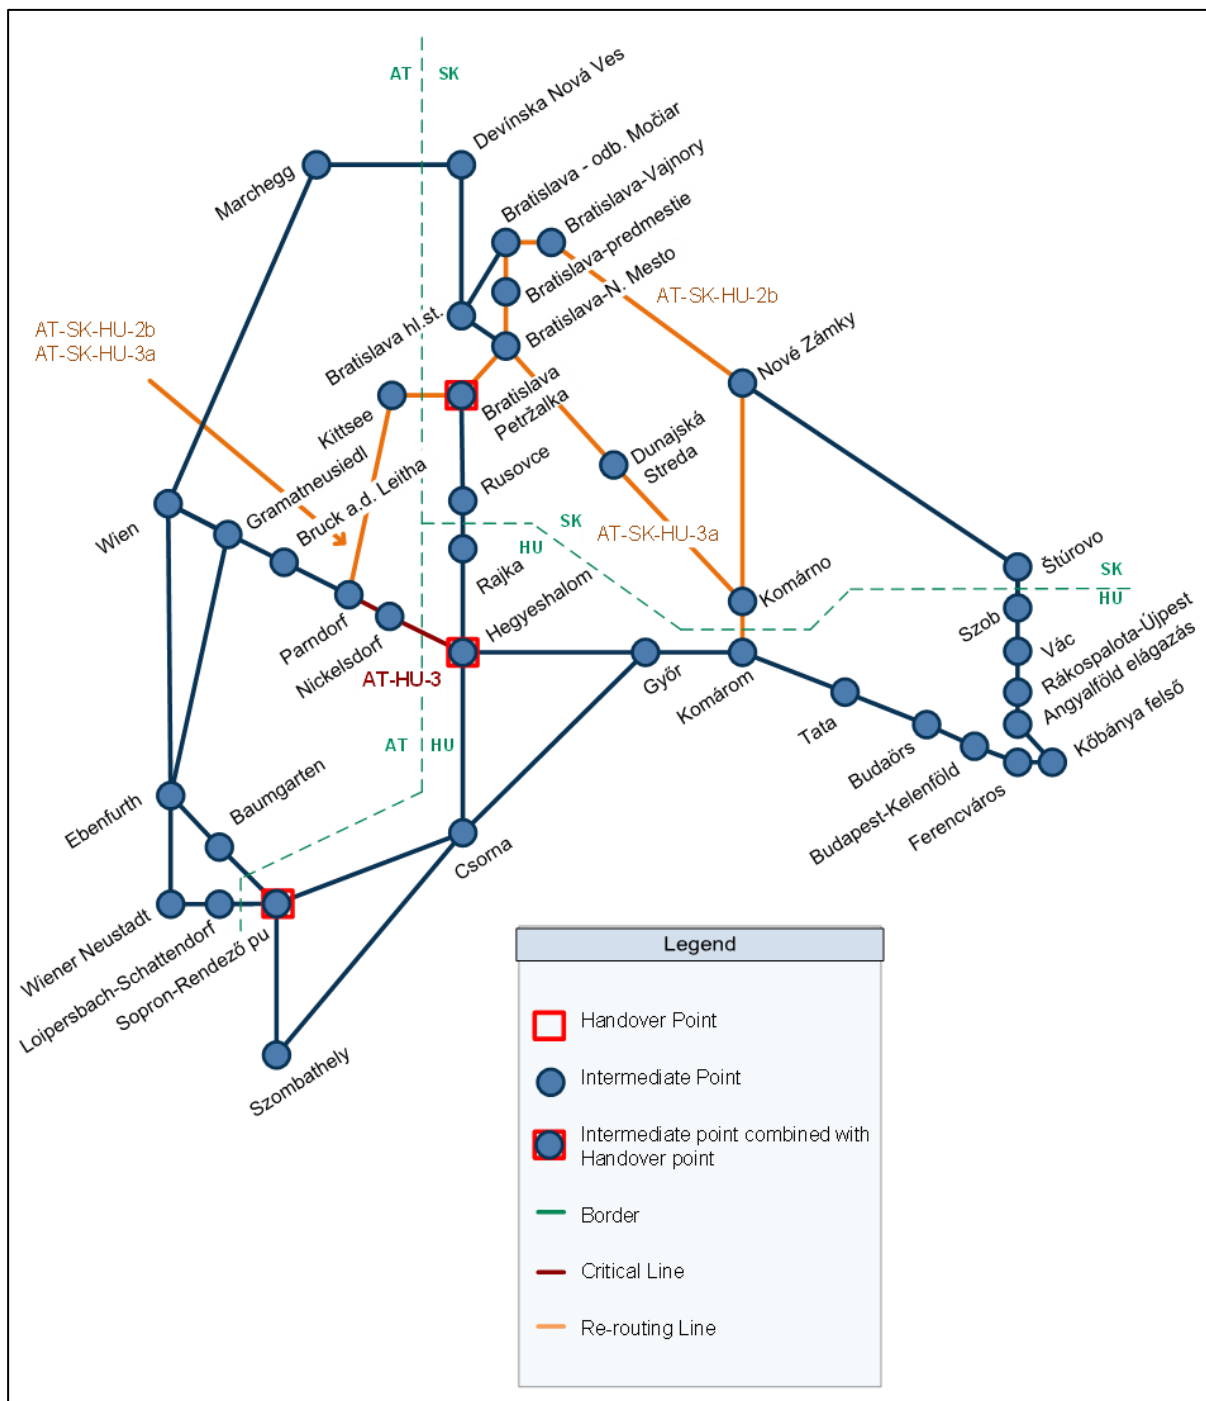 AT
SK
Devínska Nová Ves
Marchegg
Bratislava - odb. Močiar
Bratislava-Vajnory
Bratislava-predmestie
Bratislava-N. Mesto
AT-SK-HU-2b
AT-SK-HU-2b
AT-SK-HU-3a
Bratislava hl.st.
Nové Zámky
Kittsee
Bratislava
Petržalka
Dunajská
Streda
Gramatneusiedl
Bruck a.d. Leitha
Rusovce
Wien
SK
HU
AT-SK-HU-3a
Rajka
Hegyeshalom
Komárno
Štúrovo
SK
HU
Szob
Parndorf
Nickelsdorf
Vác
Rákospalota-Újpest
Angyalföld elágazás
AT-HU-3
Győr
Komárom
Kőbánya felső
Tata
Budaörs
Budapest-Kelenföld
Ferencváros
AT
HU
Ebenfurth
Baumgarten
Csorna
Wiener Neustadt
Loipersbach-Schattendorf
Sopron-Rendező pu
Szombathely
Legend
Handover Point
Intermediate Point
Intermediate point combined with
Handover point
Border
Critical Line
Re-routing Line